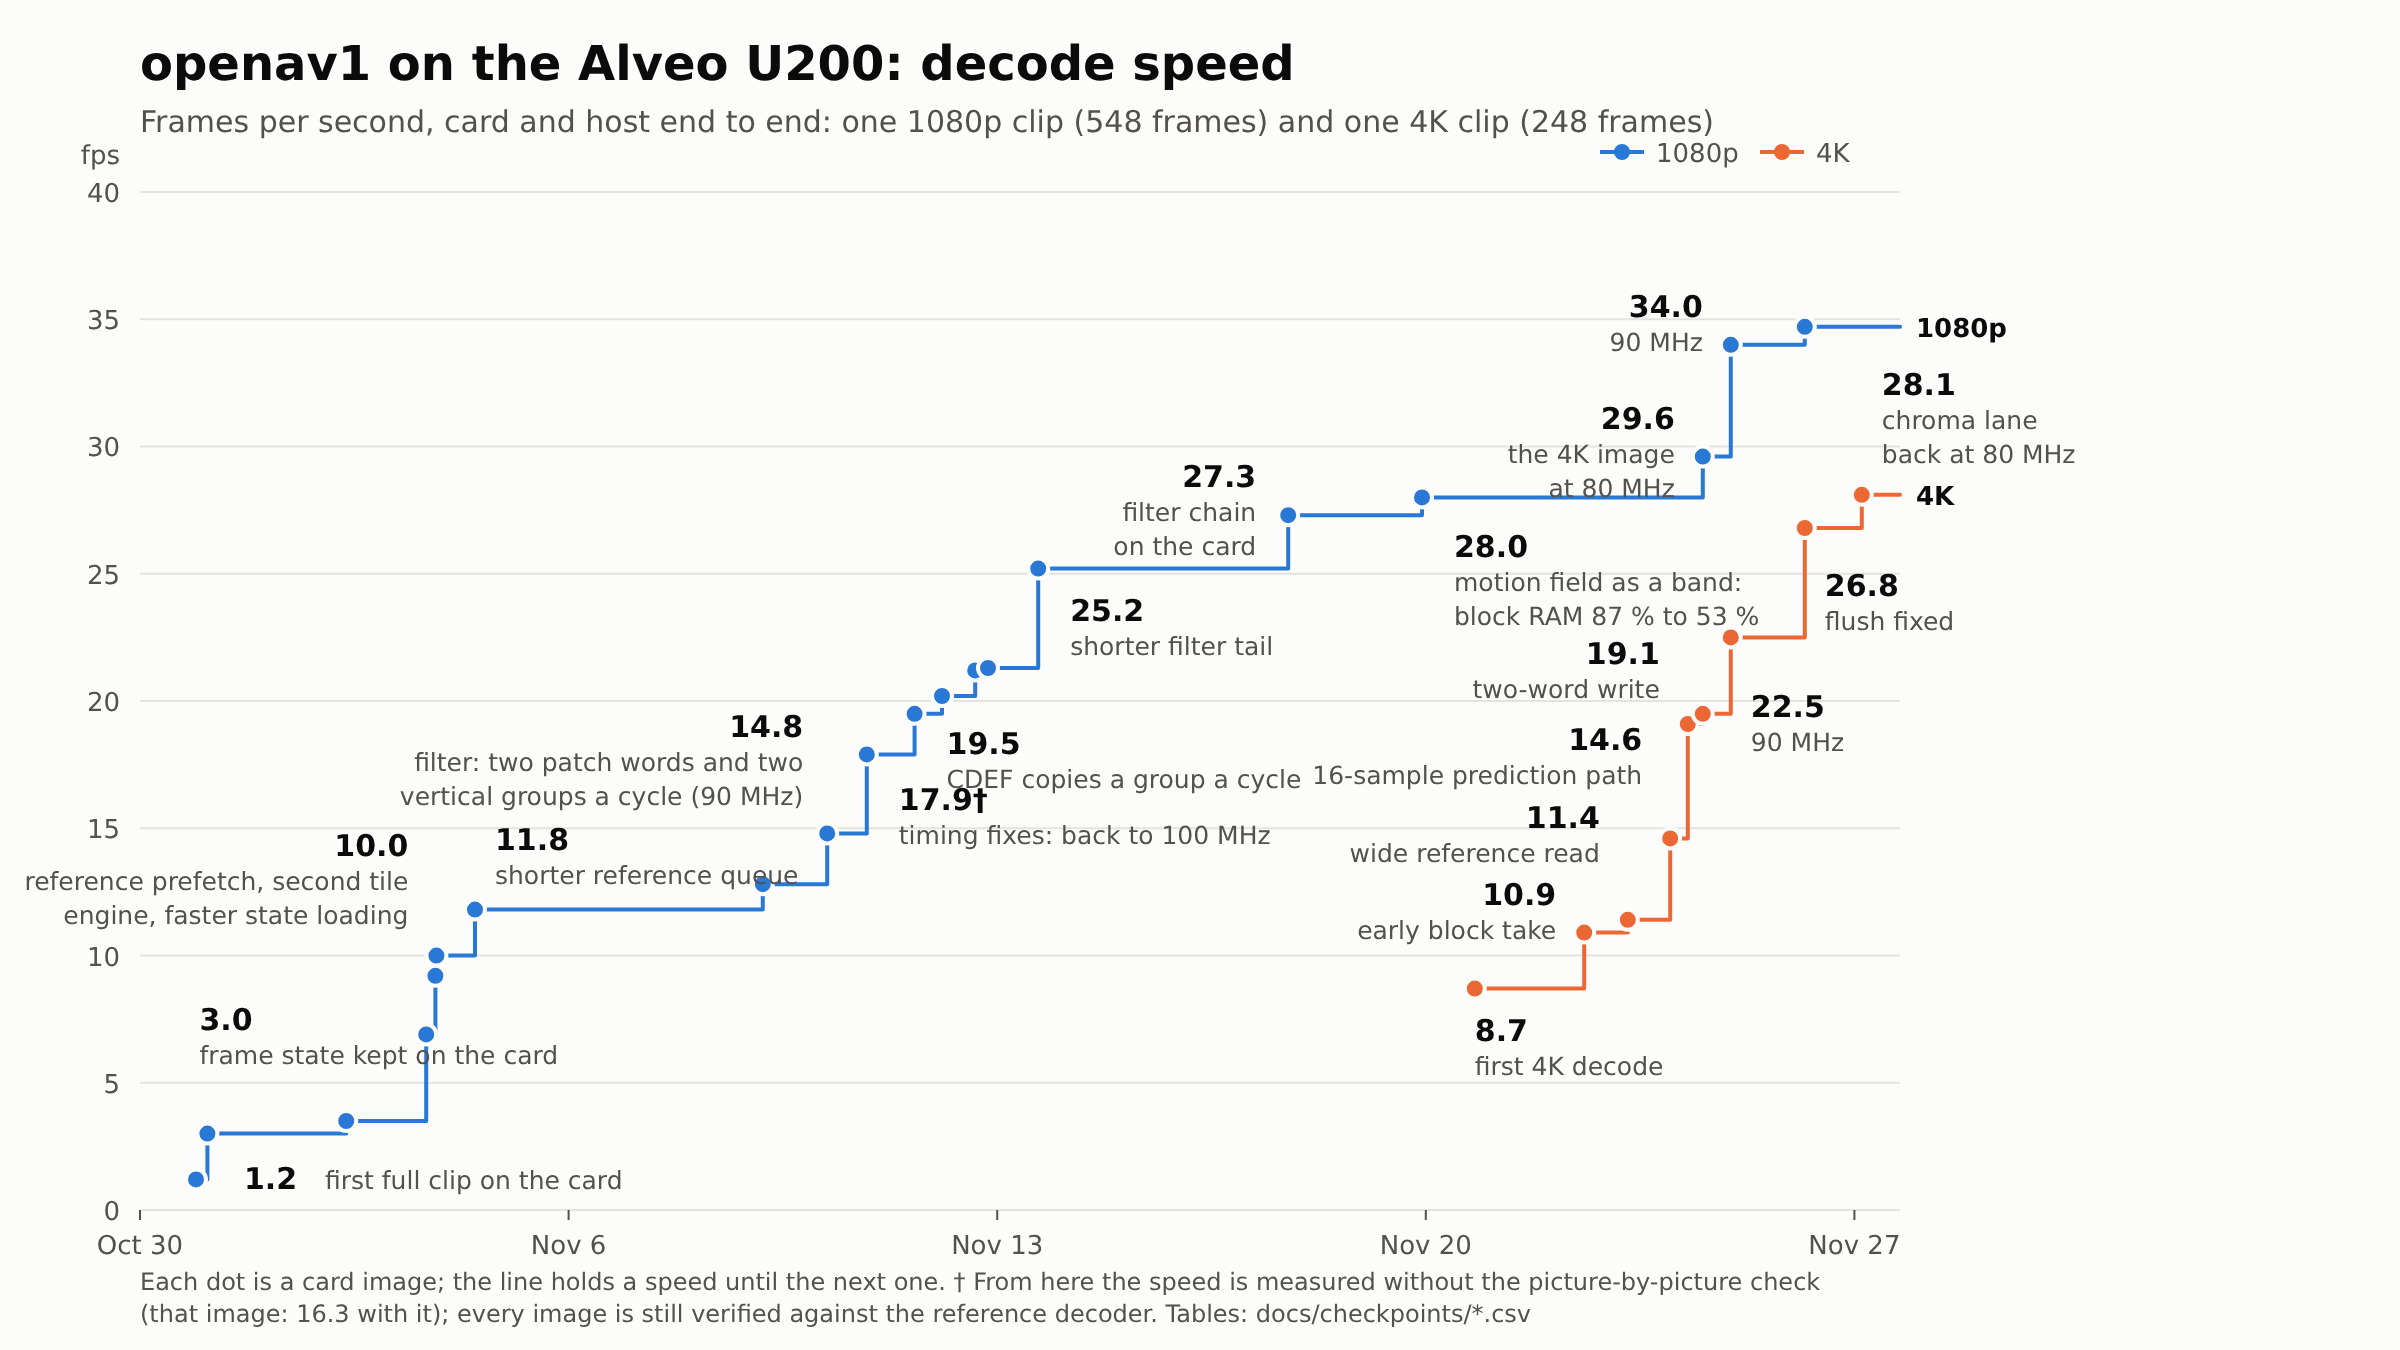 openav1 on the Alveo U200: decode speed
Frames per second, card and host end to end: one 1080p clip (548 frames) and one 4K clip (248 frames)
fps
1080p
4K
40
35
30
25
20
15
10
5
0
34.0
90 MHz
1080p
28.1
chroma lane
back at 80 MHz
29.6
the 4K image
at 80 MHz
4K
27.3
filter chain
on the card
28.0
motion field as a band:
block RAM 87 % to 53 %
26.8
flush fixed
25.2
shorter filter tail
19.1
two-word write
22.5
90 MHz
14.8
filter: two patch words and two
vertical groups a cycle (90 MHz)
19.5
CDEF copies a group a cycle
14.6
16-sample prediction path
17.9†
timing fixes: back to 100 MHz
11.4
wide reference read
10.0
reference prefetch, second tile
engine, faster state loading
11.8
shorter reference queue
10.9
early block take
3.0
frame state kept on the card
8.7
first 4K decode
1.2 first full clip on the card
Oct 30
Nov 6
Nov 13
Nov 20
Nov 27
Each dot is a card image; the line holds a speed until the next one. † From here the speed is measured without the picture-by-picture check
(that image: 16.3 with it); every image is still verified against the reference decoder. Tables: docs/checkpoints/*.csv